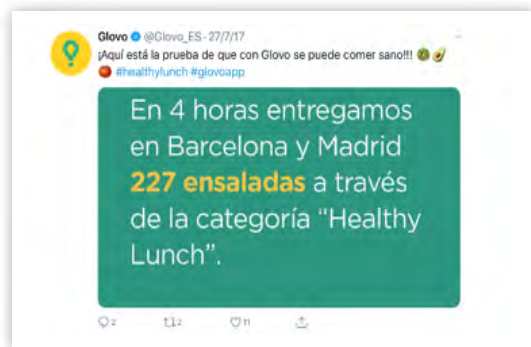 Glovo @Glovo_ES · 27/7/17
¡Aquí está la prueba de que con Glovo se puede comer sano!!!
#healthylunch #glovoapp
En 4 horas entregamos
en Barcelona y Madrid
227 ensaladas a través
de la categoría “Healthy
Lunch”.
2 2 11